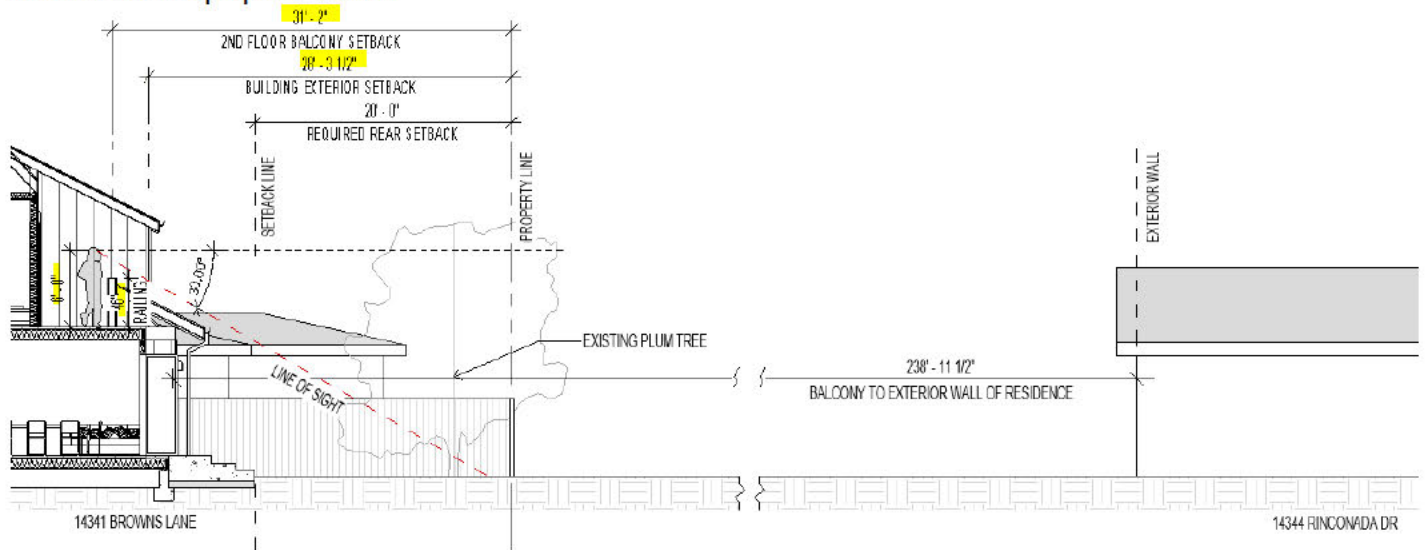 31' - 2"
2ND FLOOR BALCONY SETBACK
28' - 3 1/2"
BUILDING EXTERIOR SETBACK
20' - 0"
REQUIRED REAR SETBACK
SETBACK LINE
PROPERTY LINE
EXTERIOR WALL
6'-0"
46"
RAILING
30.00°
EXISTING PLUM TREE
LINE OF SIGHT
238' - 11 1/2"
BALCONY TO EXTERIOR WALL OF RESIDENCE
14341 BROWNS LANE
14344 RINCONADA DR